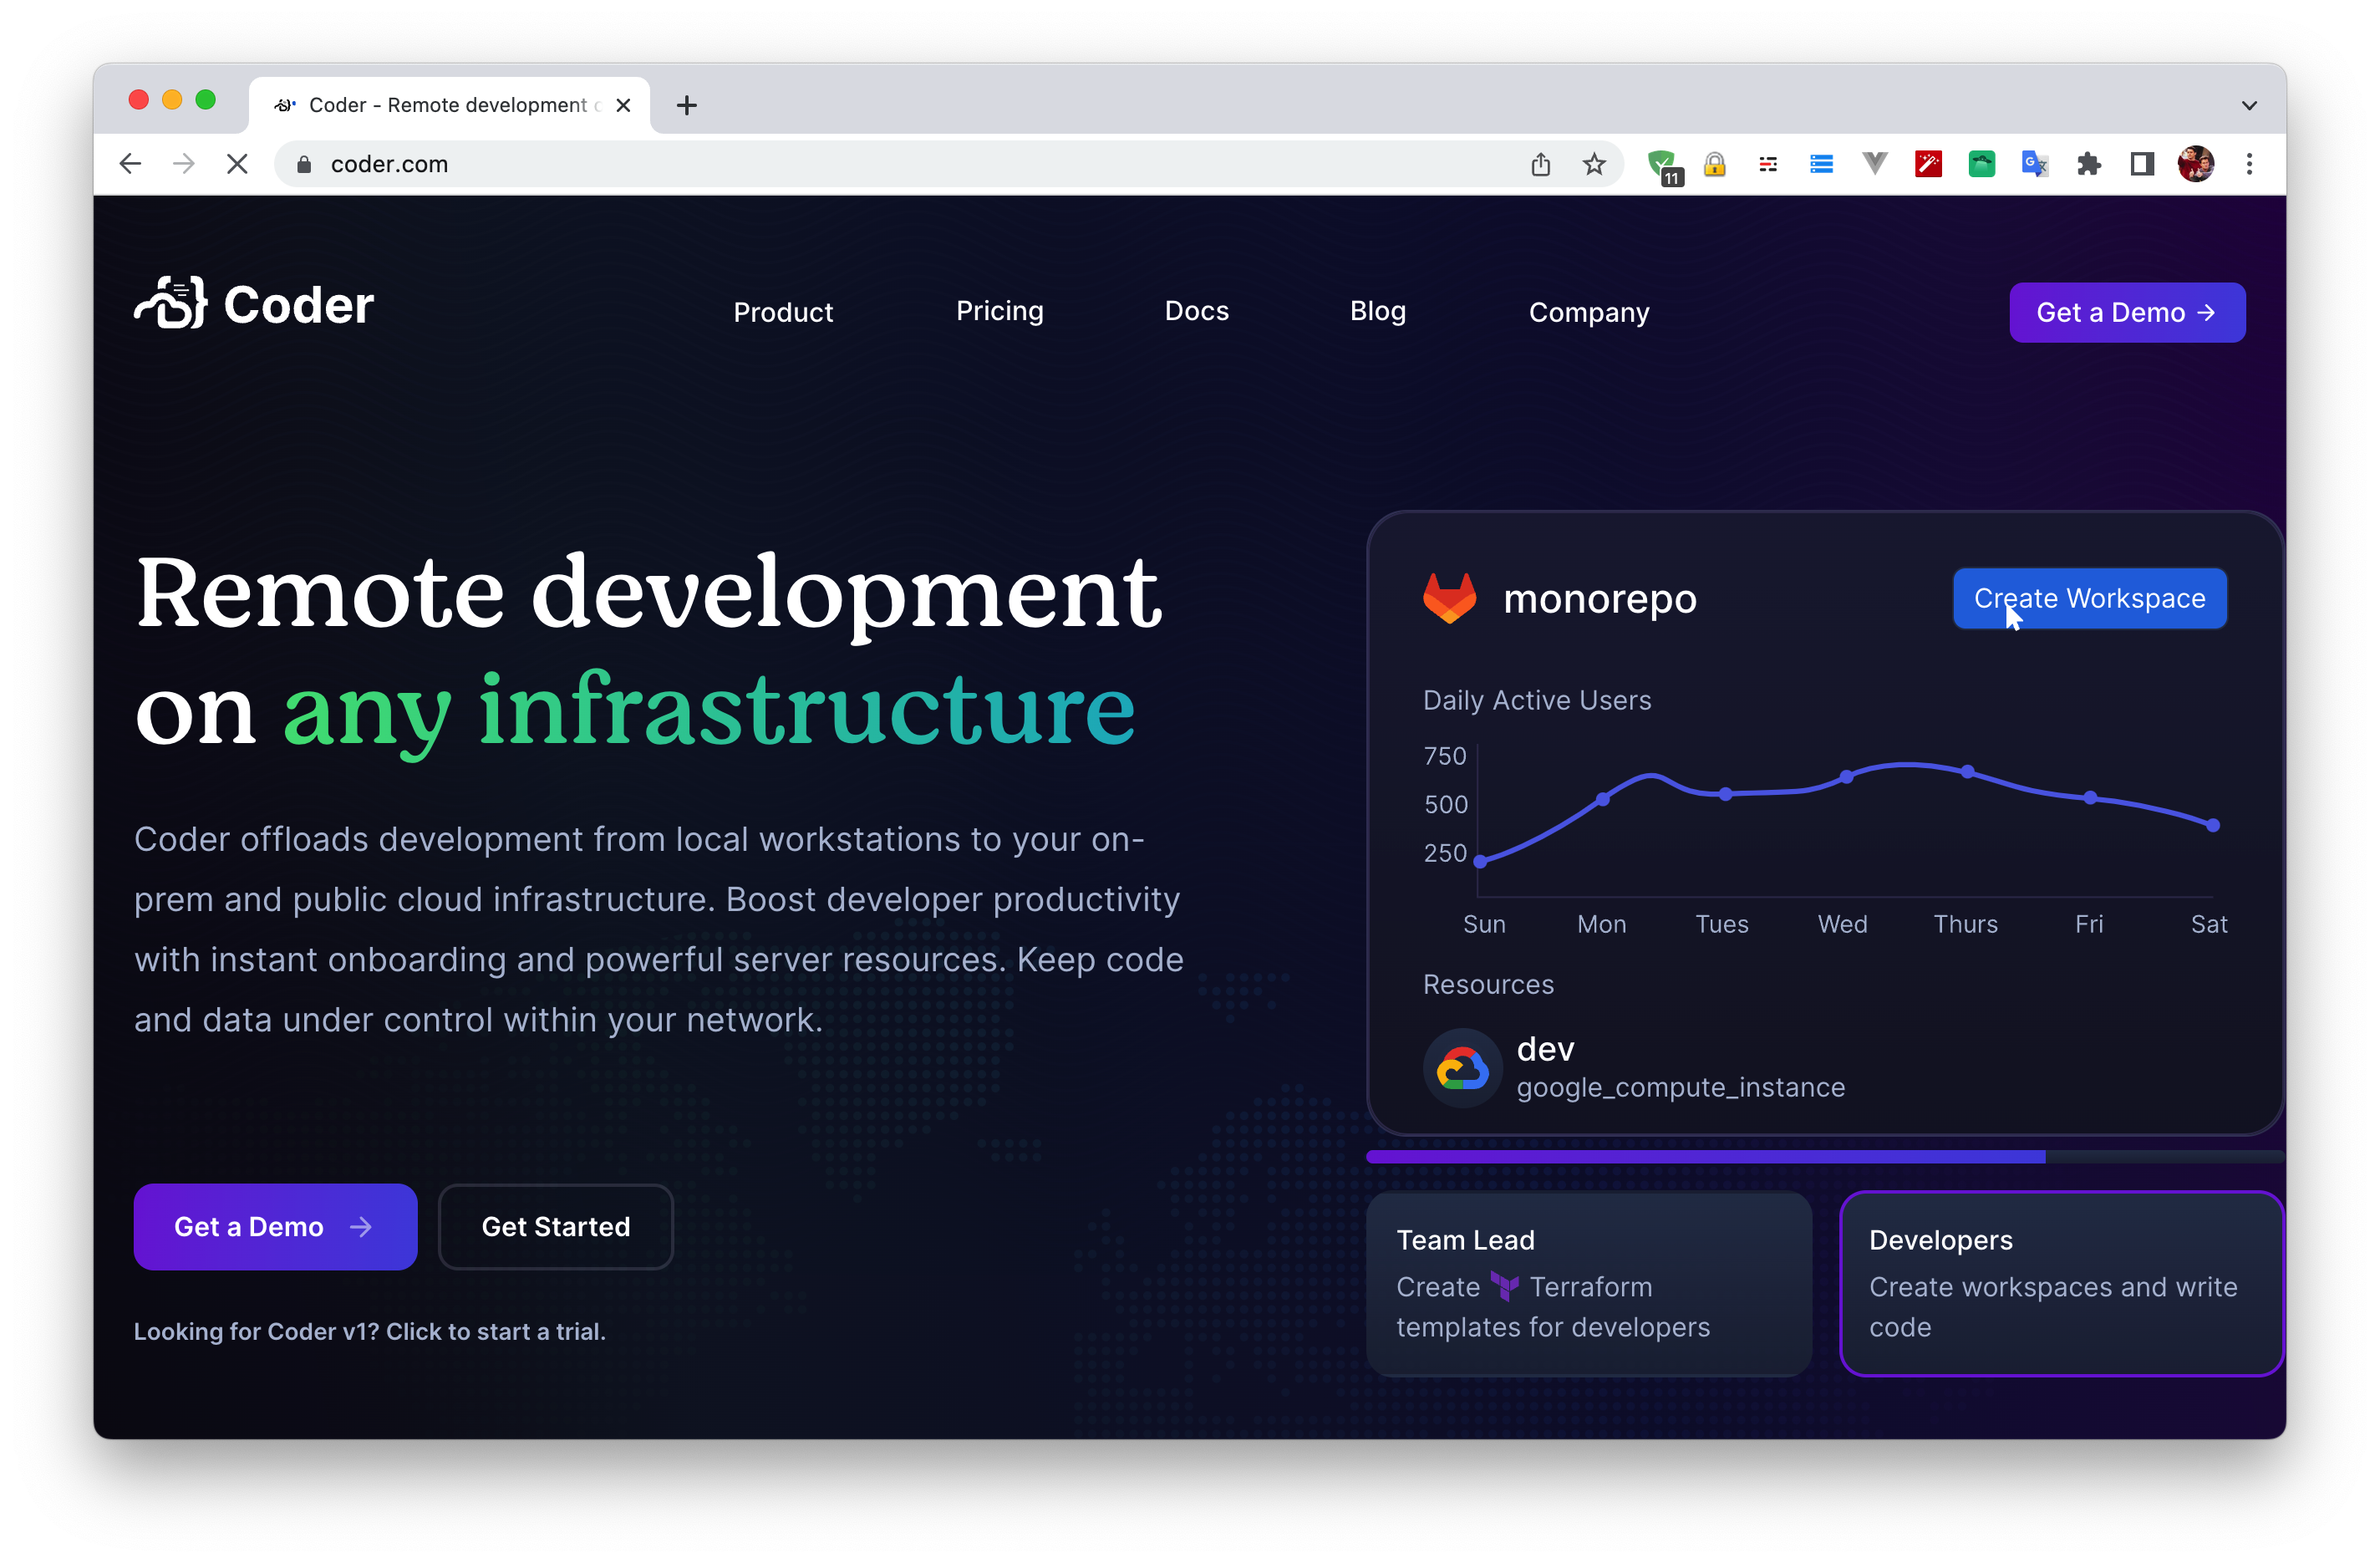 Coder - Remote development
coder.com
11
Coder
Product
Pricing
Docs
Blog
Company
Get a Demo →
Remote development
on any infrastructure
Coder offloads development from local workstations to your on-
prem and public cloud infrastructure. Boost developer productivity
with instant onboarding and powerful server resources. Keep code
and data under control within your network.
Get a Demo →
Get Started
Looking for Coder v1? Click to start a trial.
monorepo
Create Workspace
Daily Active Users
750
500
250
Sun Mon Tues Wed Thurs Fri Sat
Resources
dev
google_compute_instance
Team Lead
Create Terraform
templates for developers
Developers
Create workspaces and write
code